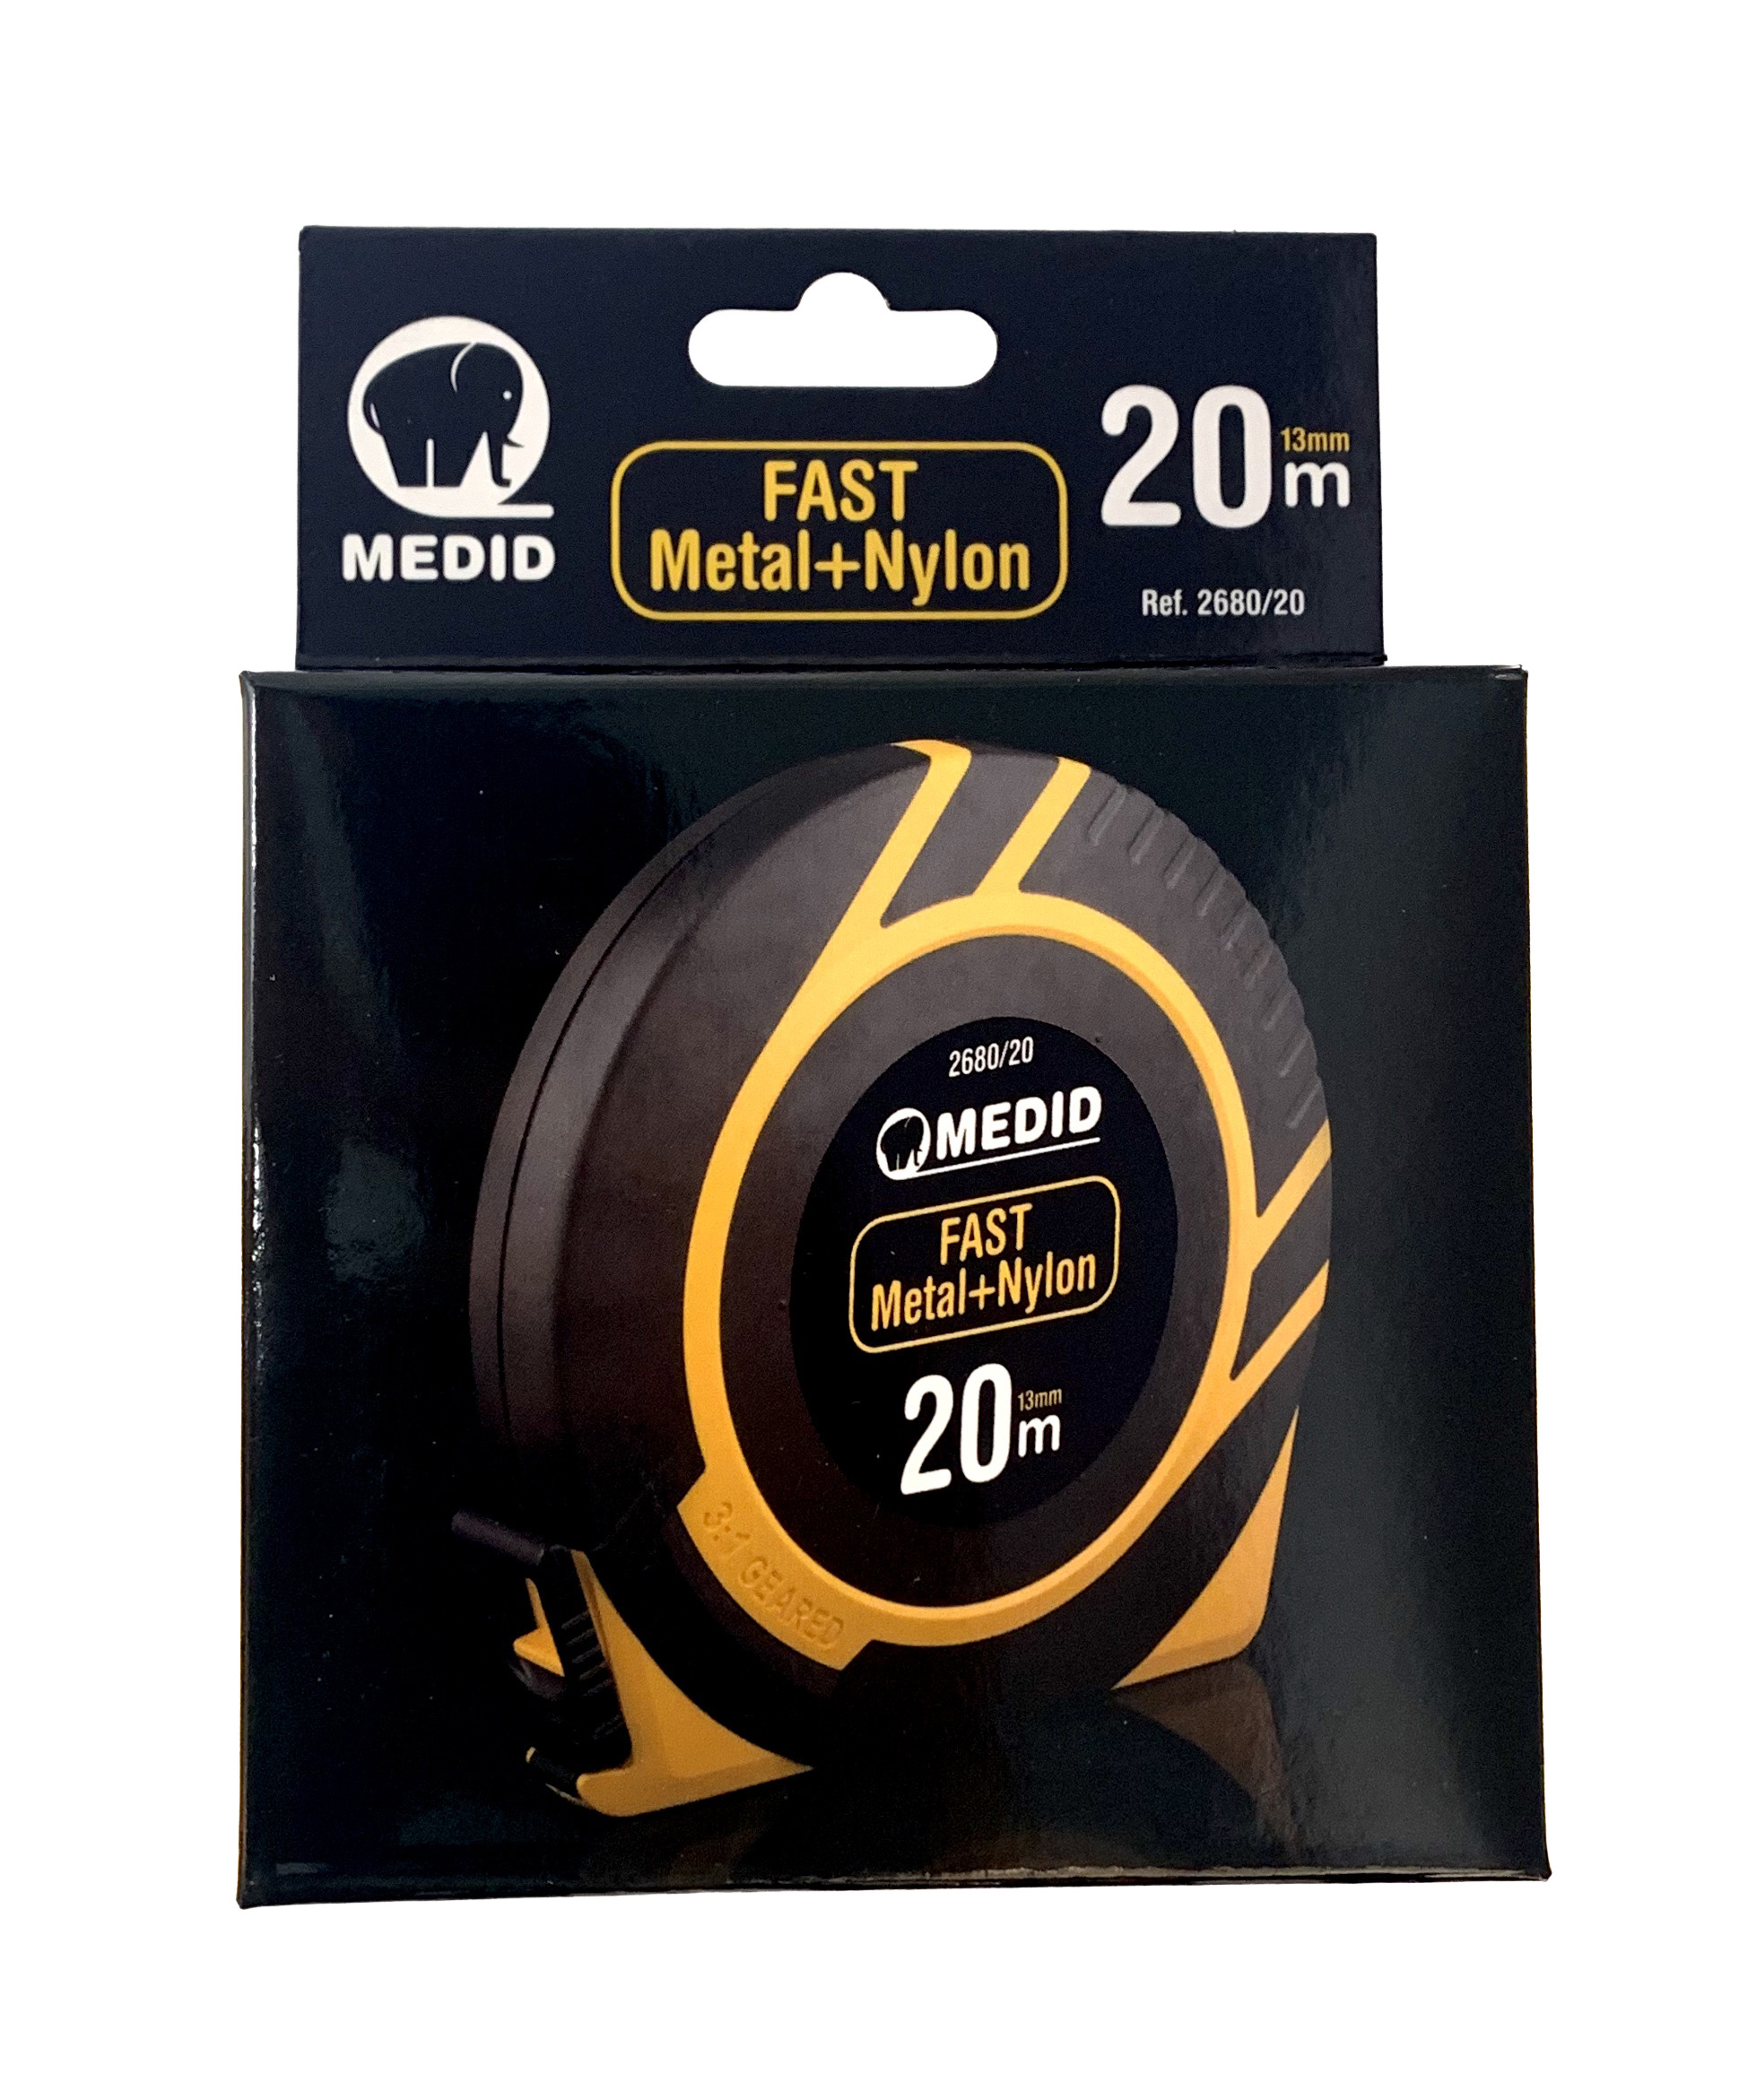 MEDID
FAST
Metal+Nylon
20 m
13mm
Ref. 2680/20
2680/20
MEDID
FAST
Metal+Nylon
20 m
13mm
3:1 GEARED